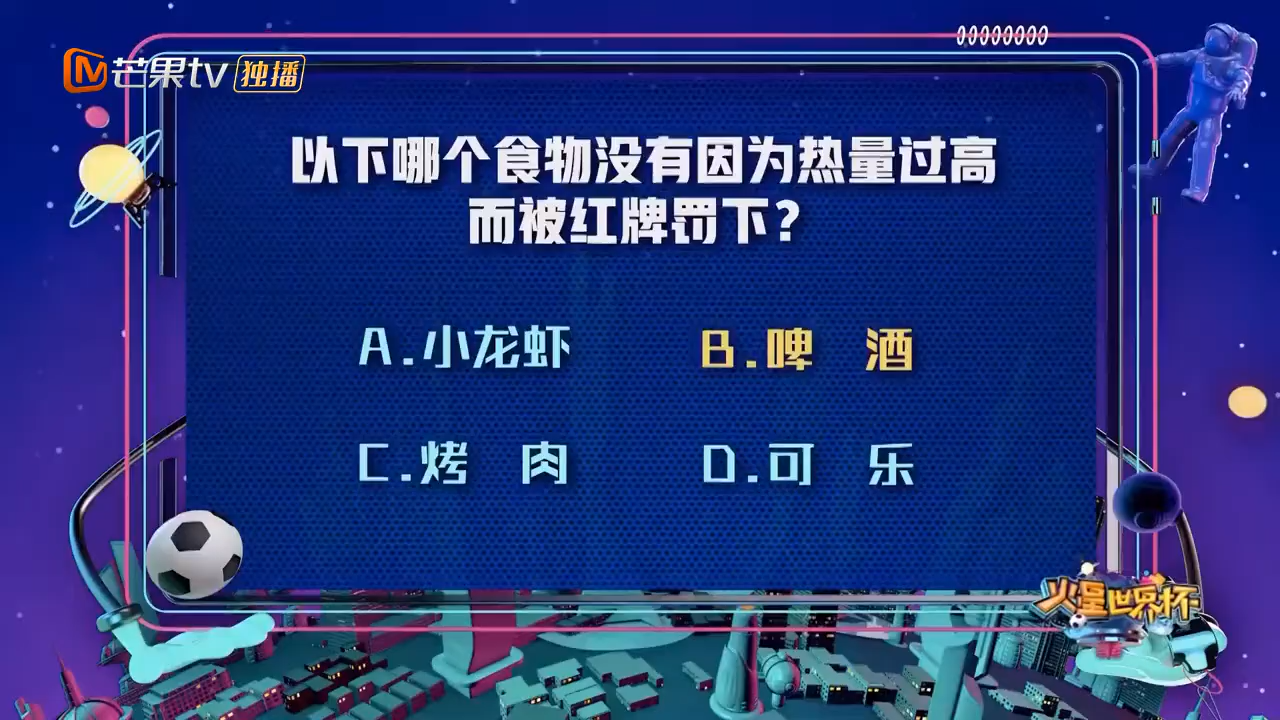 芒果tv 独播
以下哪个食物没有因为热量过高
而被红牌罚下?
A.小龙虾
B.啤 酒
C.烤 肉
D.可 乐
火星世界杯